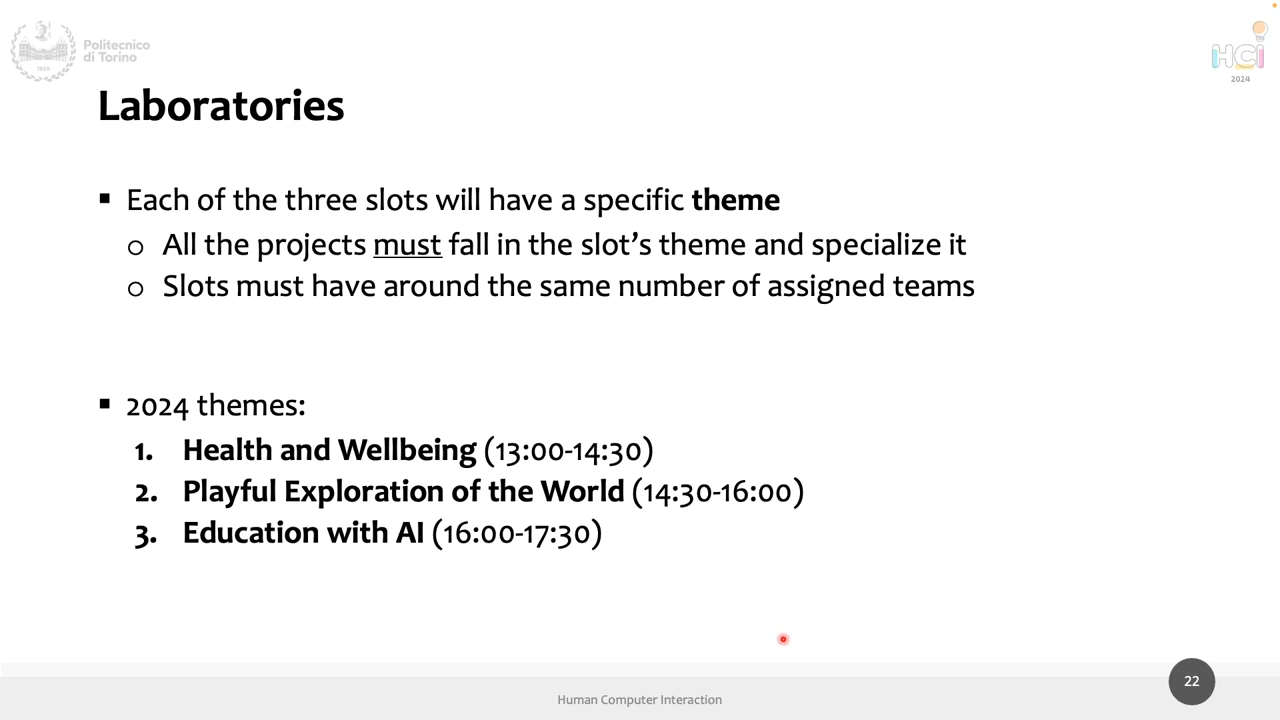 Politecnico
di Torino
1859
HCI
2024
Laboratories
▪ Each of the three slots will have a specific theme
o All the projects must fall in the slot’s theme and specialize it
o Slots must have around the same number of assigned teams
▪ 2024 themes:
1. Health and Wellbeing (13:00-14:30)
2. Playful Exploration of the World (14:30-16:00)
3. Education with AI (16:00-17:30)
Human Computer Interaction
22